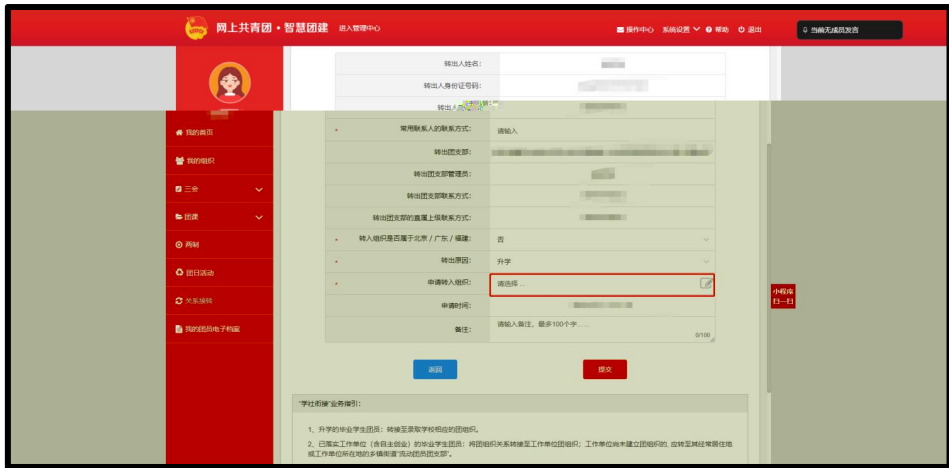 网上共青团·智慧团建 进入管理中心
操作中心 系统设置 帮助 退出
当前无成员发言
转出人姓名:
转出人身份证号码:
转出人
我的首页
常用联系人的联系方式: 请输入
我的组织
转出团支部:
转出团支部管理员:
三会
转出团支部联系方式:
团课
转出团支部的直属上级联系方式:
两制
转入组织是否属于北京/广东/福建: 否
转出原因: 升学
团日活动
申请转入组织: 请选择...
关系接转
申请时间:
小程序
扫一扫
我的团员电子档案
备注: 请输入备注,最多100个字......
0/100
返回 提交
"学社衔接"业务指引:
1、升学的毕业学生团员:转接至录取学校相应的团组织。
2、已落实工作单位(含自主创业)的毕业学生团员:将团组织关系转接至工作单位团组织;工作单位尚未建立团组织的,应转至其经常居住地
或工作单位所在地的乡镇街道"流动团员团支部"。